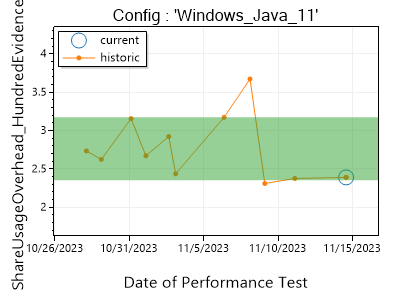 Config : 'Windows_Java_11'
ShareUsageOverhead_HundredEvidence
current
historic
4
3.5
3
2.5
2
10/26/2023
10/31/2023
11/5/2023
11/10/2023
11/15/2023
Date of Performance Test